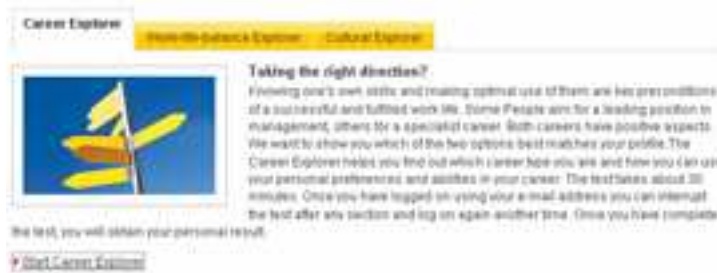 Career Explorer
Work-life-balance Explorer Cultural Explorer
Taking the right direction?
Knowing one's own skills and making optimal use of them are key preconditions
of a successful and fulfilled work life. Some People aim for a leading position in
management, others for a specialist career. Both careers have positive aspects.
We want to show you which of the two options best matches your profile. The
Career Explorer helps you find out which career type you are and how you can use
your personal preferences and abilities in your career. The test takes about 30
minutes. Once you have logged on using your e-mail address you can interrupt
the test after any section and log on again another time. Once you have complete
the test, you will obtain your personal result.
Start Career Explorer